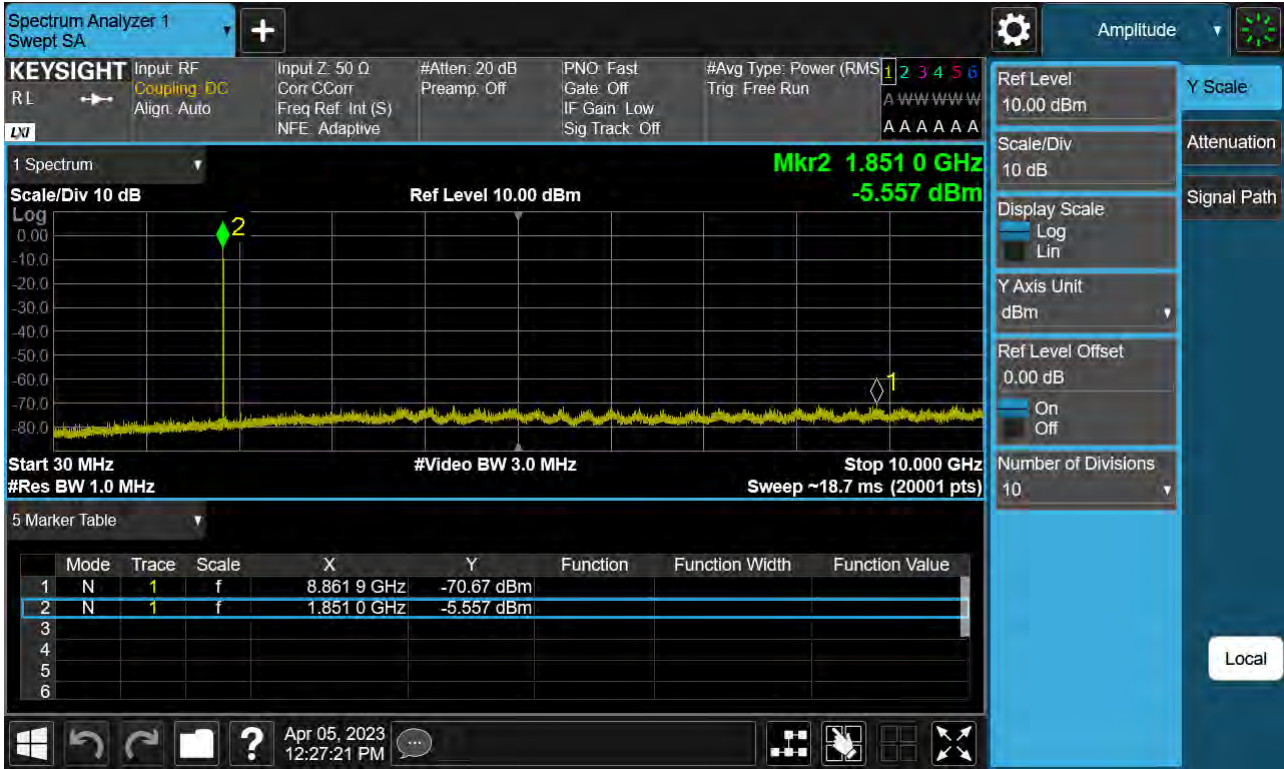 Spectrum Analyzer 1
Swept SA
+
Amplitude
KEYSIGHT
RL
LXI
Input: RF
Coupling: DC
Align: Auto
Input Z: 50 Ω
Corr CCorr
Freq Ref: Int (S)
NFE: Adaptive
#Atten: 20 dB
Preamp: Off
PNO: Fast
Gate: Off
IF Gain: Low
Sig Track: Off
#Avg Type: Power (RMS
Trig: Free Run
1 2 3 4 5 6
A W W W W W
A A A A A A
1 Spectrum
Mkr2 1.851 0 GHz
-5.557 dBm
Scale/Div 10 dB
Ref Level 10.00 dBm
Log
0.00
-10.0
-20.0
-30.0
-40.0
-50.0
-60.0
-70.0
-80.0
2
1
Start 30 MHz
#Video BW 3.0 MHz
Stop 10.000 GHz
#Res BW 1.0 MHz
Sweep ~18.7 ms (20001 pts)
5 Marker Table
Mode Trace Scale X Y Function Function Width Function Value
1 N 1 f 8.861 9 GHz -70.67 dBm
2 N 1 f 1.851 0 GHz -5.557 dBm
3
4
5
6
Ref Level
10.00 dBm
Scale/Div
10 dB
Display Scale
Log
Lin
Y Axis Unit
dBm
Ref Level Offset
0.00 dB
On
Off
Number of Divisions
10
Y Scale
Attenuation
Signal Path
Local
?
Apr 05, 2023
12:27:21 PM